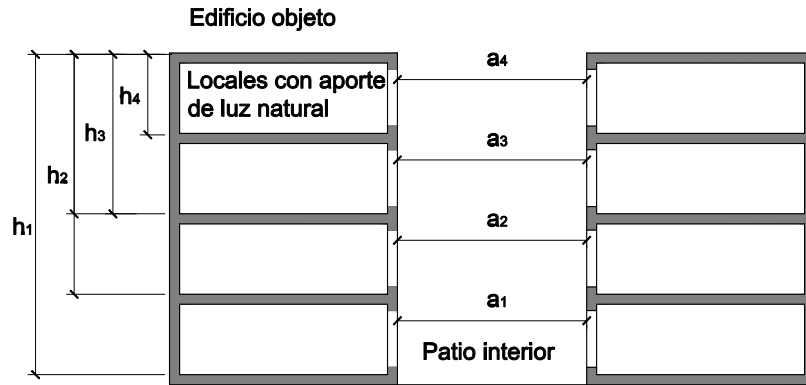 Edificio objeto
Locales con aporte
de luz natural
a4
h4
a3
h3
h2
a2
h1
a1
Patio interior